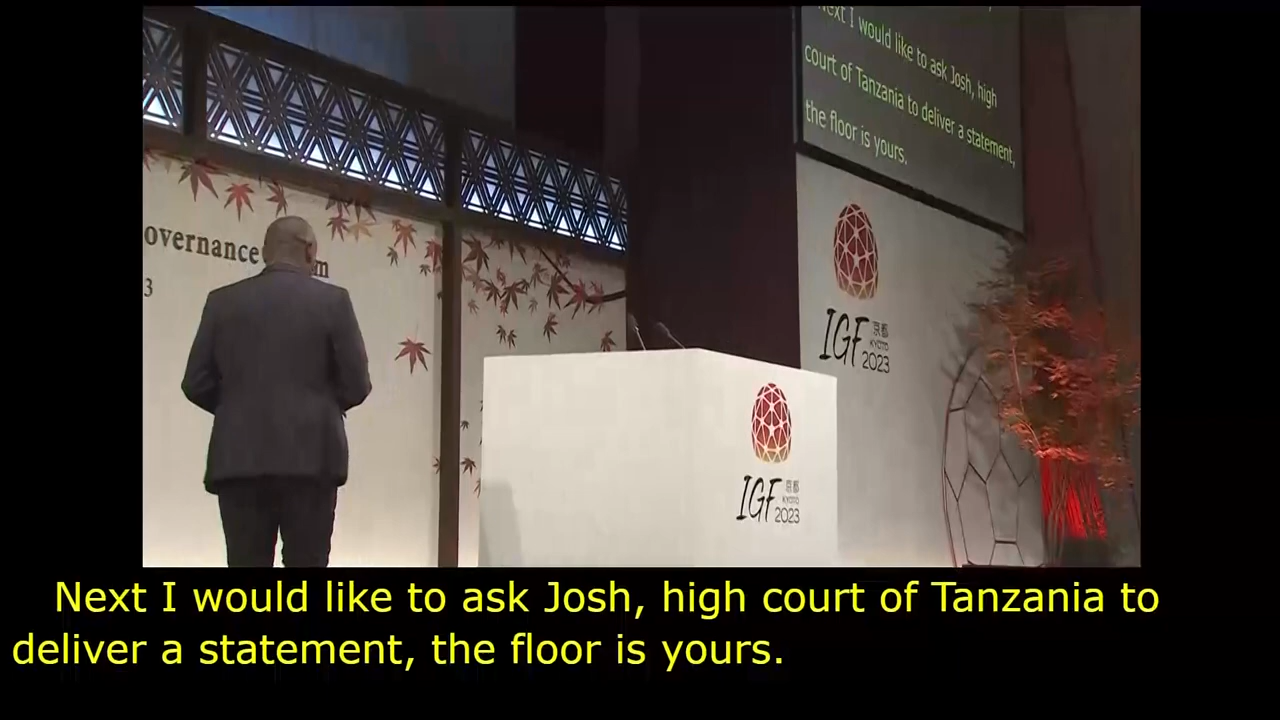 Next I would like to ask Josh, high
court of Tanzania to deliver a statement,
the floor is yours.
overnance
m
3
IGF 京都
KYOTO
2023
IGF 京都
KYOTO
2023
Next I would like to ask Josh, high court of Tanzania to
deliver a statement, the floor is yours.